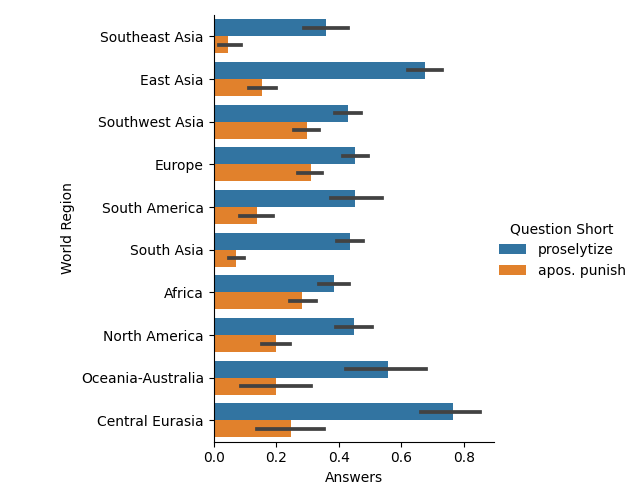 World Region
Southeast Asia
East Asia
Southwest Asia
Europe
South America
South Asia
Africa
North America
Oceania-Australia
Central Eurasia
0.0 0.2 0.4 0.6 0.8
Answers
Question Short
proselytize
apos. punish